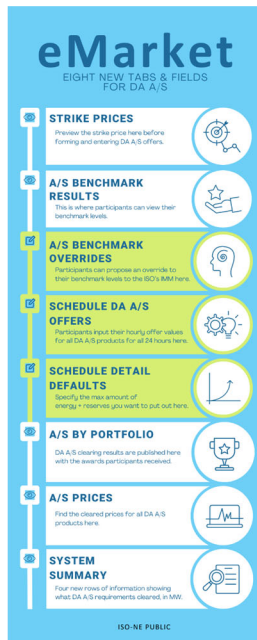 eMarket
EIGHT NEW TABS & FIELDS
FOR DA A/S
STRIKE PRICES
Preview the strike price here before
forming and entering DA A/S offers.
A/S BENCHMARK
RESULTS
This is where participants can view their
benchmark levels.
A/S BENCHMARK
OVERRIDES
Participants can propose an override to
their benchmark levels to the ISO's IMM here.
SCHEDULE DA A/S
OFFERS
Participants input their hourly offer values
for all DA A/S products for all 24 hours here.
SCHEDULE DETAIL
DEFAULTS
Specify the max amount of
energy + reserves you want to put out here.
A/S BY PORTFOLIO
DA A/S clearing results are published here
with the awards participants received.
A/S PRICES
Find the cleared prices for all DA A/S
products here.
SYSTEM
SUMMARY
Four new rows of information showing
what DA A/S requirements cleared, in MW.
ISO-NE PUBLIC